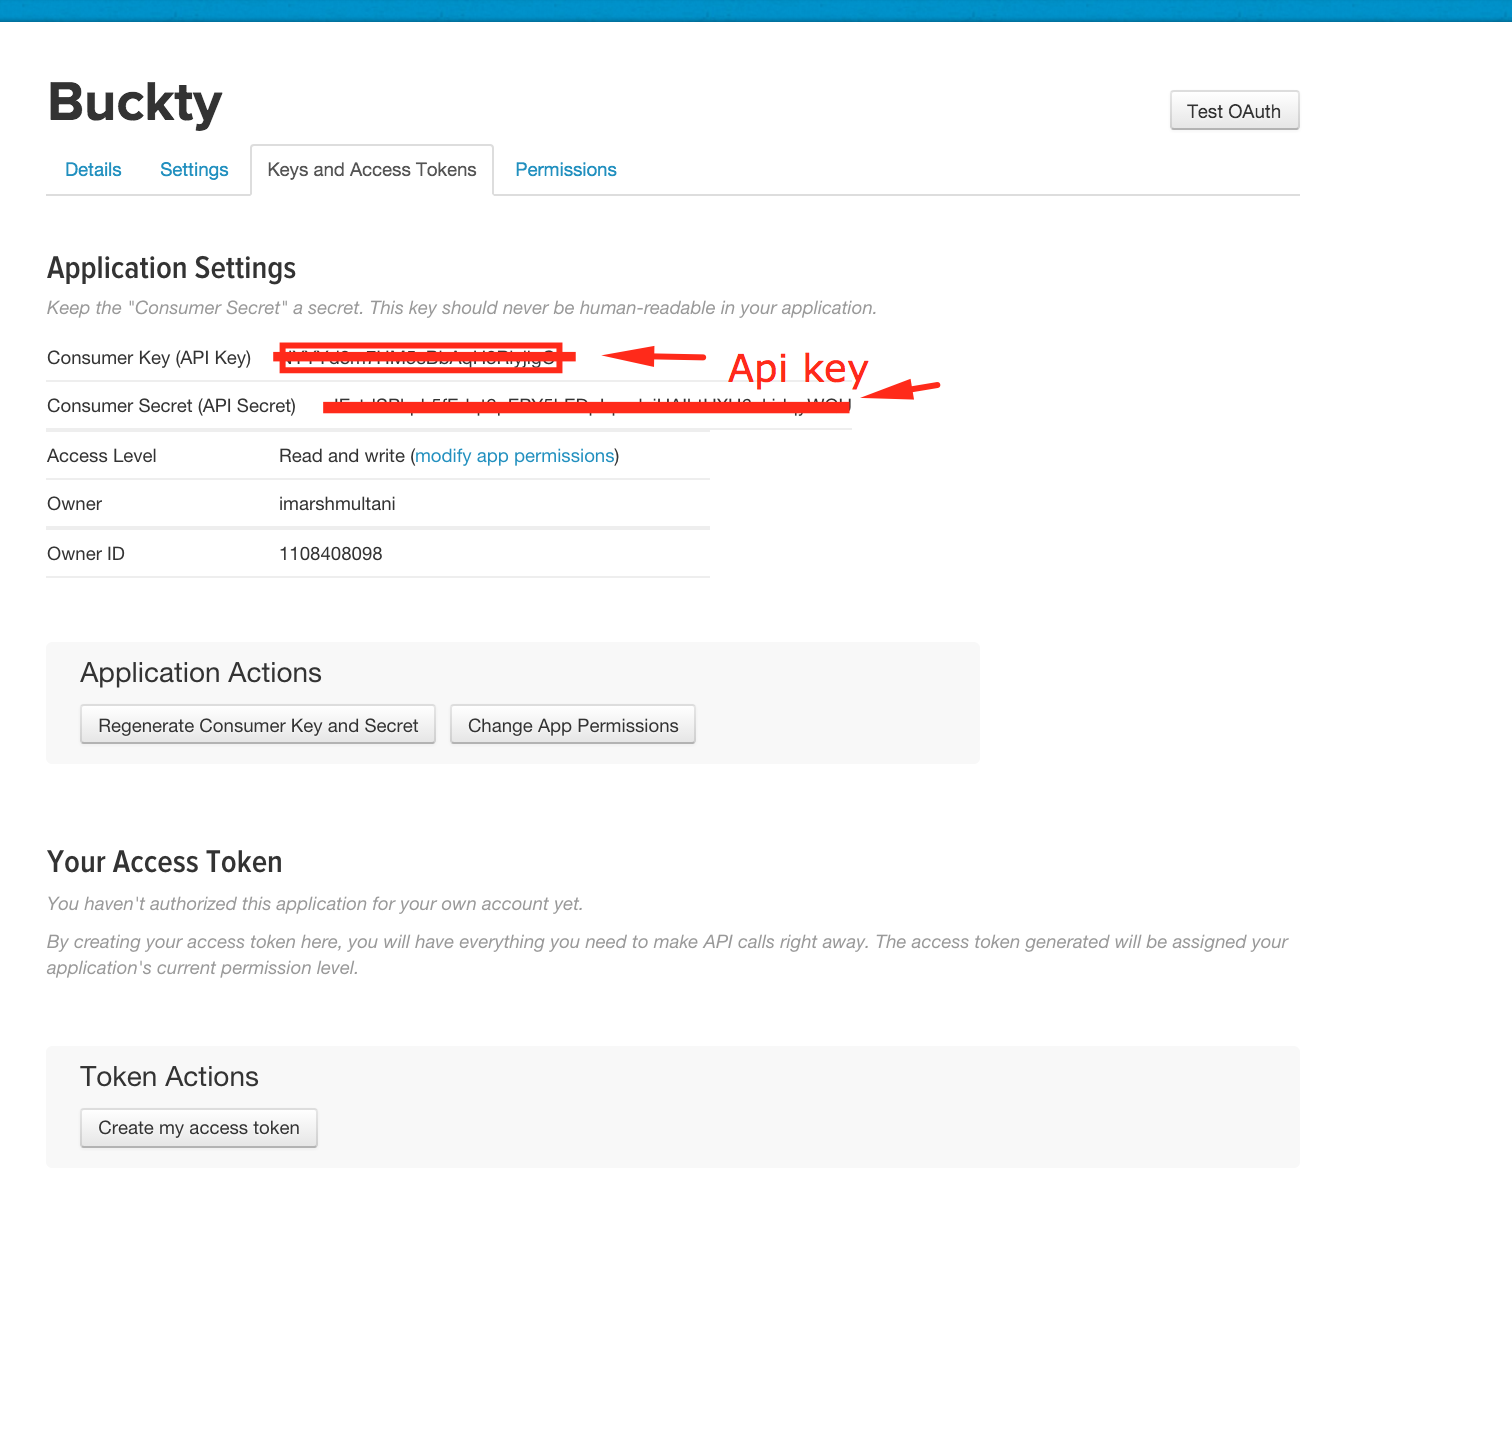 Buckty
Test OAuth
Details Settings Keys and Access Tokens Permissions
Application Settings
Keep the "Consumer Secret" a secret. This key should never be human-readable in your application.
Consumer Key (API Key)
Api key
Consumer Secret (API Secret)
Access Level Read and write (modify app permissions)
Owner imarshmultani
Owner ID 1108408098
Application Actions
Regenerate Consumer Key and Secret Change App Permissions
Your Access Token
You haven't authorized this application for your own account yet.
By creating your access token here, you will have everything you need to make API calls right away. The access token generated will be assigned your
application's current permission level.
Token Actions
Create my access token